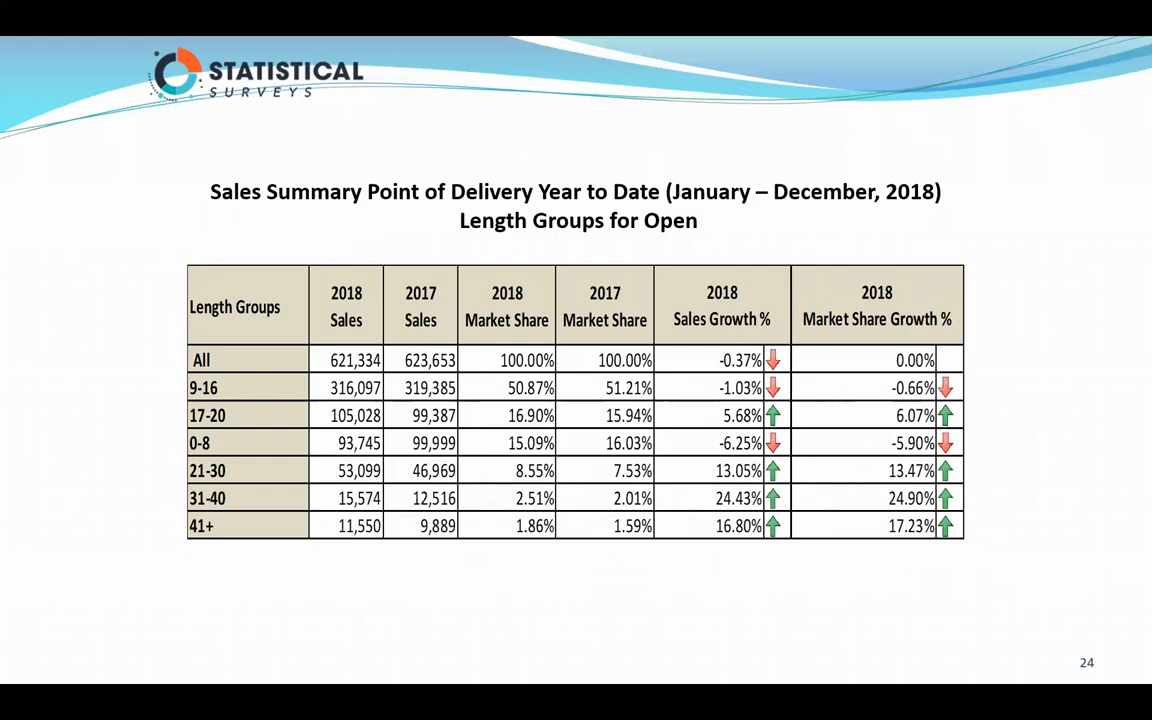 STATISTICAL
SURVEYS
Sales Summary Point of Delivery Year to Date (January – December, 2018)
Length Groups for Open
Length Groups 2018 Sales 2017 Sales 2018 Market Share 2017 Market Share 2018 Sales Growth % 2018 Market Share Growth %
All 621,334 623,653 100.00% 100.00% -0.37% 0.00%
9-16 316,097 319,385 50.87% 51.21% -1.03% -0.66%
17-20 105,028 99,387 16.90% 15.94% 5.68% 6.07%
0-8 93,745 99,999 15.09% 16.03% -6.25% -5.90%
21-30 53,099 46,969 8.55% 7.53% 13.05% 13.47%
31-40 15,574 12,516 2.51% 2.01% 24.43% 24.90%
41+ 11,550 9,889 1.86% 1.59% 16.80% 17.23%
24